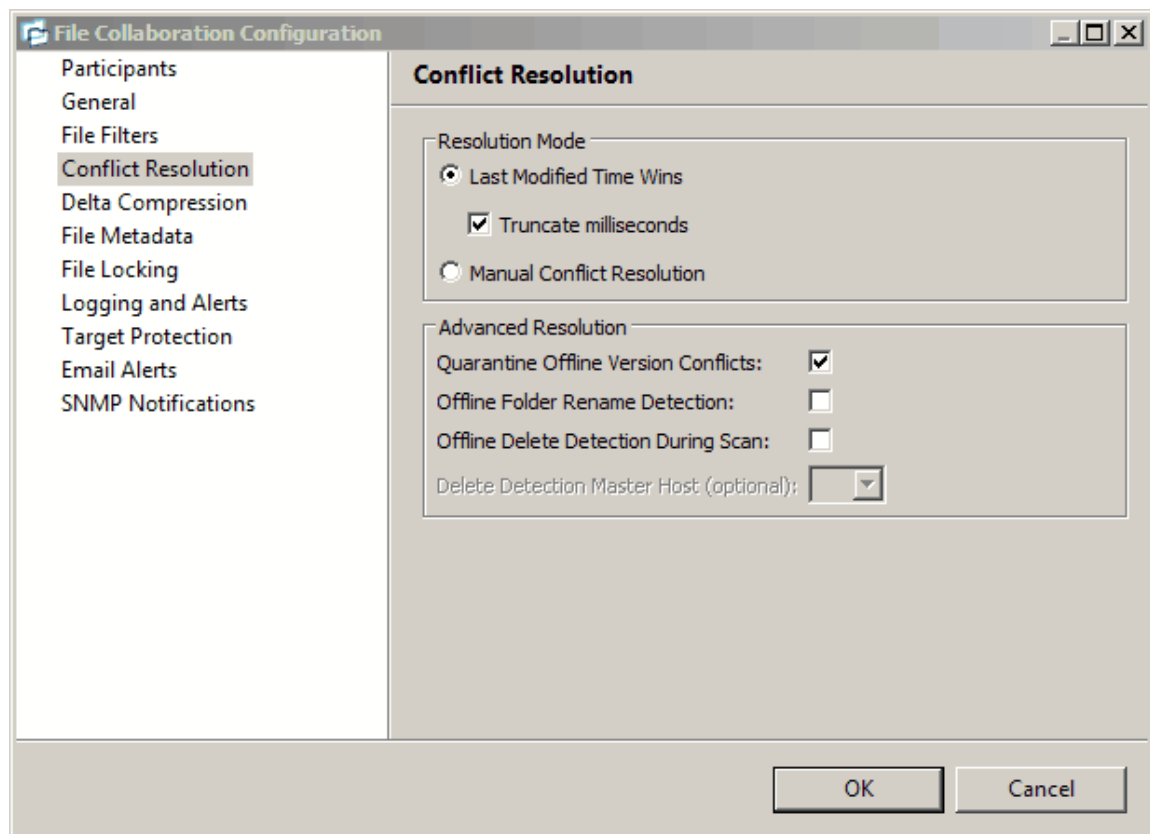 File Collaboration Configuration
Participants
General
File Filters
Conflict Resolution
Delta Compression
File Metadata
File Locking
Logging and Alerts
Target Protection
Email Alerts
SNMP Notifications
Conflict Resolution
Resolution Mode
Last Modified Time Wins
Truncate milliseconds
Manual Conflict Resolution
Advanced Resolution
Quarantine Offline Version Conflicts:
Offline Folder Rename Detection:
Offline Delete Detection During Scan:
Delete Detection Master Host (optional):
OK
Cancel